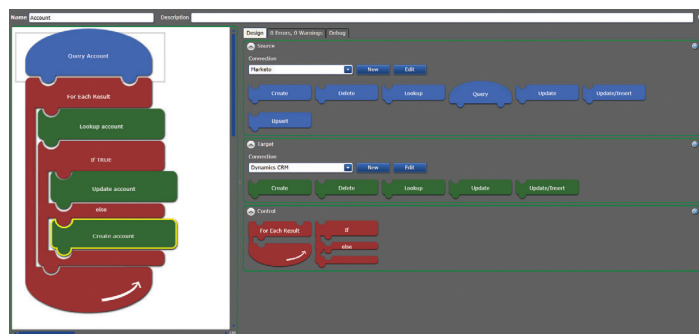 Name Account Description
Query Account
For Each Result
Lookup account
If TRUE
Update account
else
Create account
Design 0 Errors, 0 Warnings Debug
Source
Connection
Marketo New Edit
Create Delete Lookup Query Update Update/Insert
Upsert
Target
Connection
Dynamics CRM New Edit
Create Delete Lookup Update Update/Insert
Control
For Each Result If
else